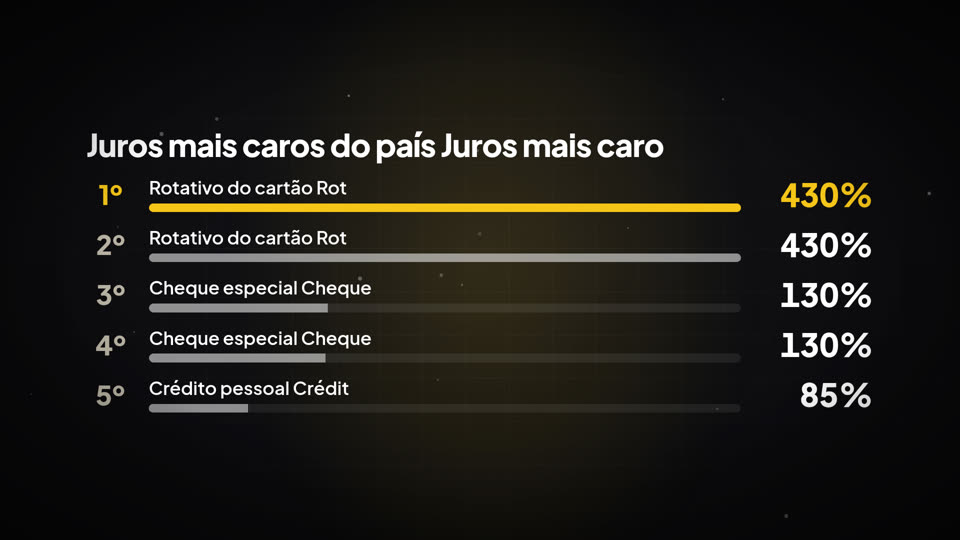 Juros mais caros do país Juros mais caro
1º Rotativo do cartão Rot 430%
2º Rotativo do cartão Rot 430%
3º Cheque especial Cheque 130%
4º Cheque especial Cheque 130%
5º Crédito pessoal Crédit 85%